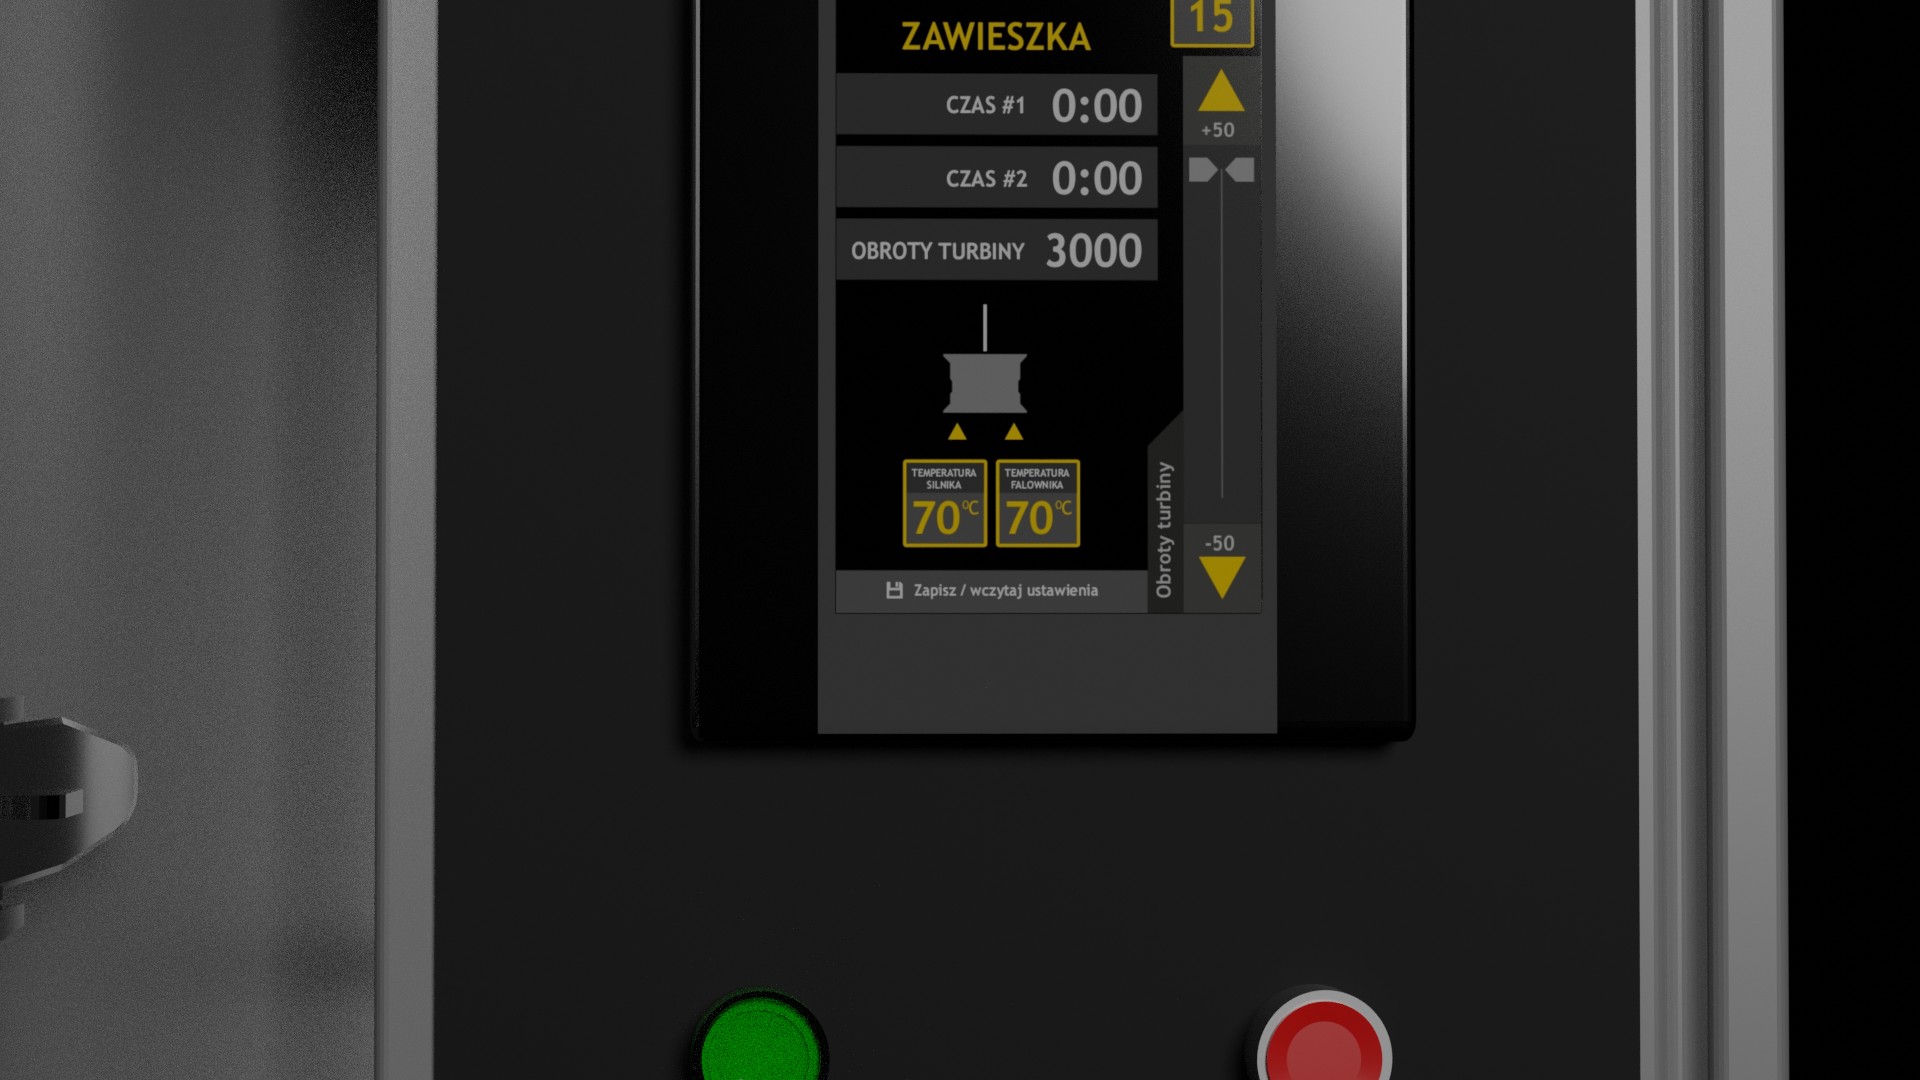 15
ZAWIESZKA
CZAS #1 0:00
+50
CZAS #2 0:00
OBROTY TURBINY 3000
TEMPERATURA SILNIKA
70°C
TEMPERATURA FALOWNIKA
70°C
Obroty turbiny
-50
Zapisz / wczytaj ustawienia